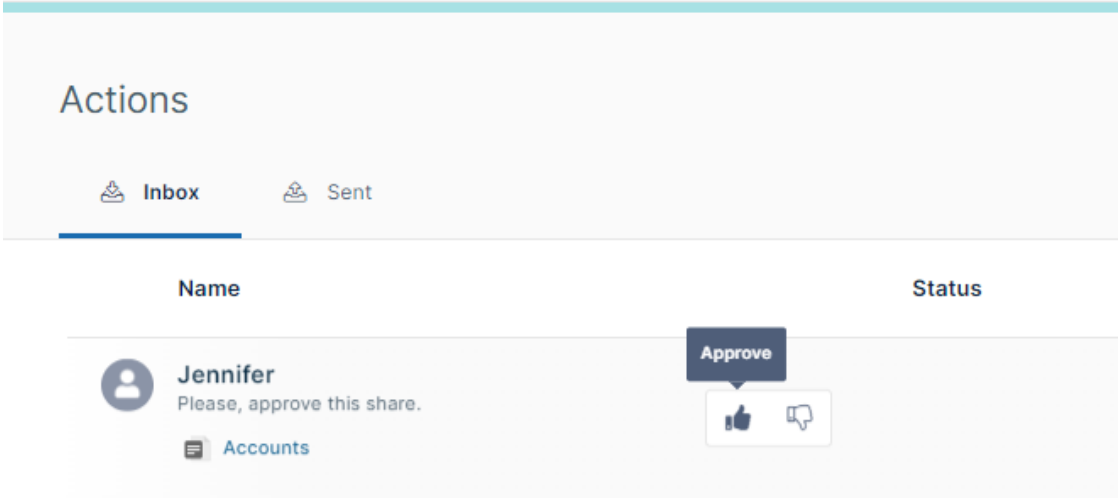 Actions
Inbox Sent
Name Status
Approve
Jennifer
Please, approve this share.
Accounts